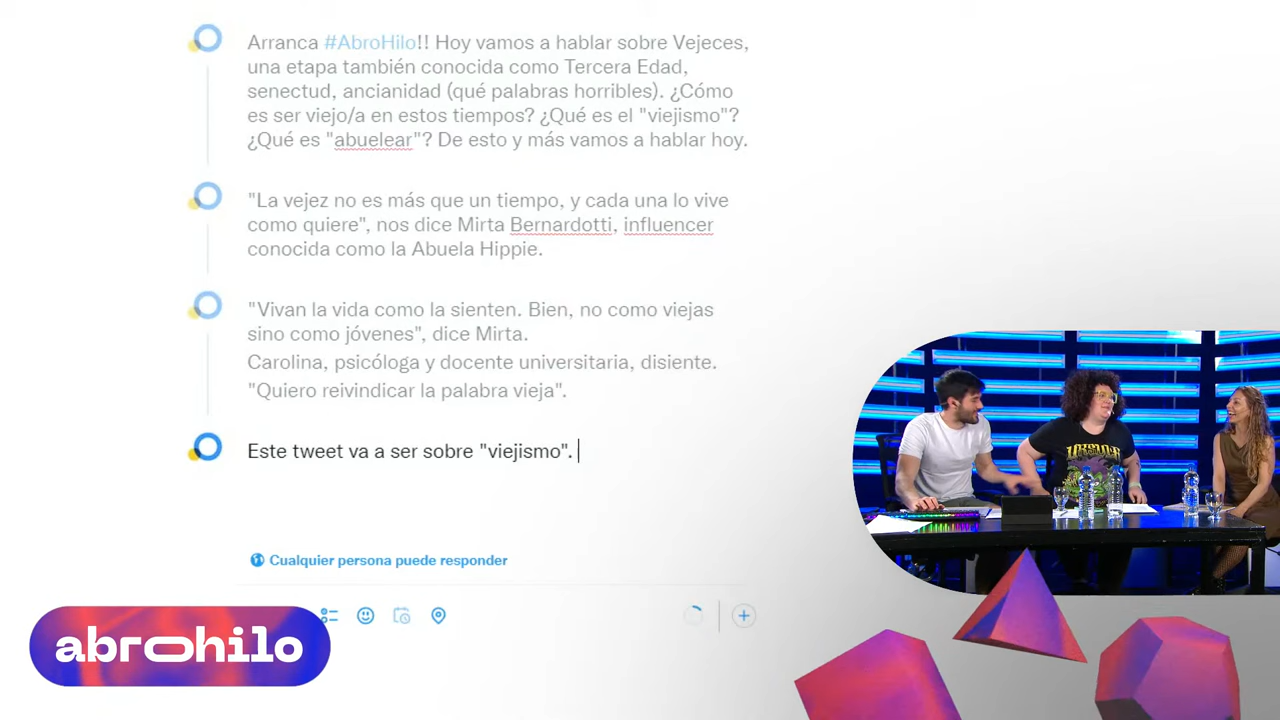 Arranca #AbroHilo!! Hoy vamos a hablar sobre Vejeces,
una etapa también conocida como Tercera Edad,
senectud, ancianidad (qué palabras horribles). ¿Cómo
es ser viejo/a en estos tiempos? ¿Qué es el "viejismo"?
¿Qué es "abuelear"? De esto y más vamos a hablar hoy.
"La vejez no es más que un tiempo, y cada una lo vive
como quiere", nos dice Mirta Bernardotti, influencer
conocida como la Abuela Hippie.
"Vivan la vida como la sienten. Bien, no como viejas
sino como jóvenes", dice Mirta.
Carolina, psicóloga y docente universitaria, disiente.
"Quiero reivindicar la palabra vieja".
Este tweet va a ser sobre "viejismo".
Cualquier persona puede responder
abrohilo